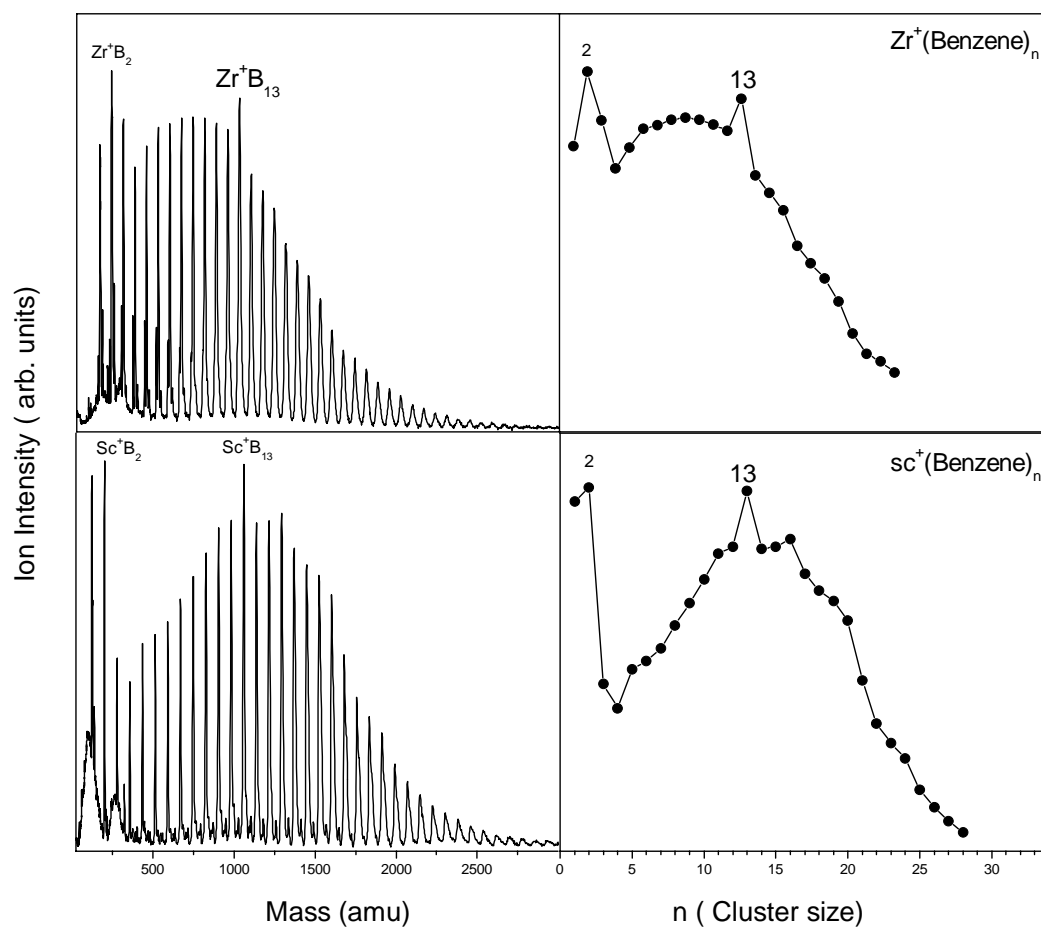 Zr⁺B₂
Zr⁺B₁₃
2
13
Zr⁺(Benzene)ₙ
Ion Intensity ( arb. units)
Sc⁺B₂
Sc⁺B₁₃
2
13
sc⁺(Benzene)ₙ
500 1000 1500 2000 2500
0 5 10 15 20 25 30
Mass (amu)
n ( Cluster size)